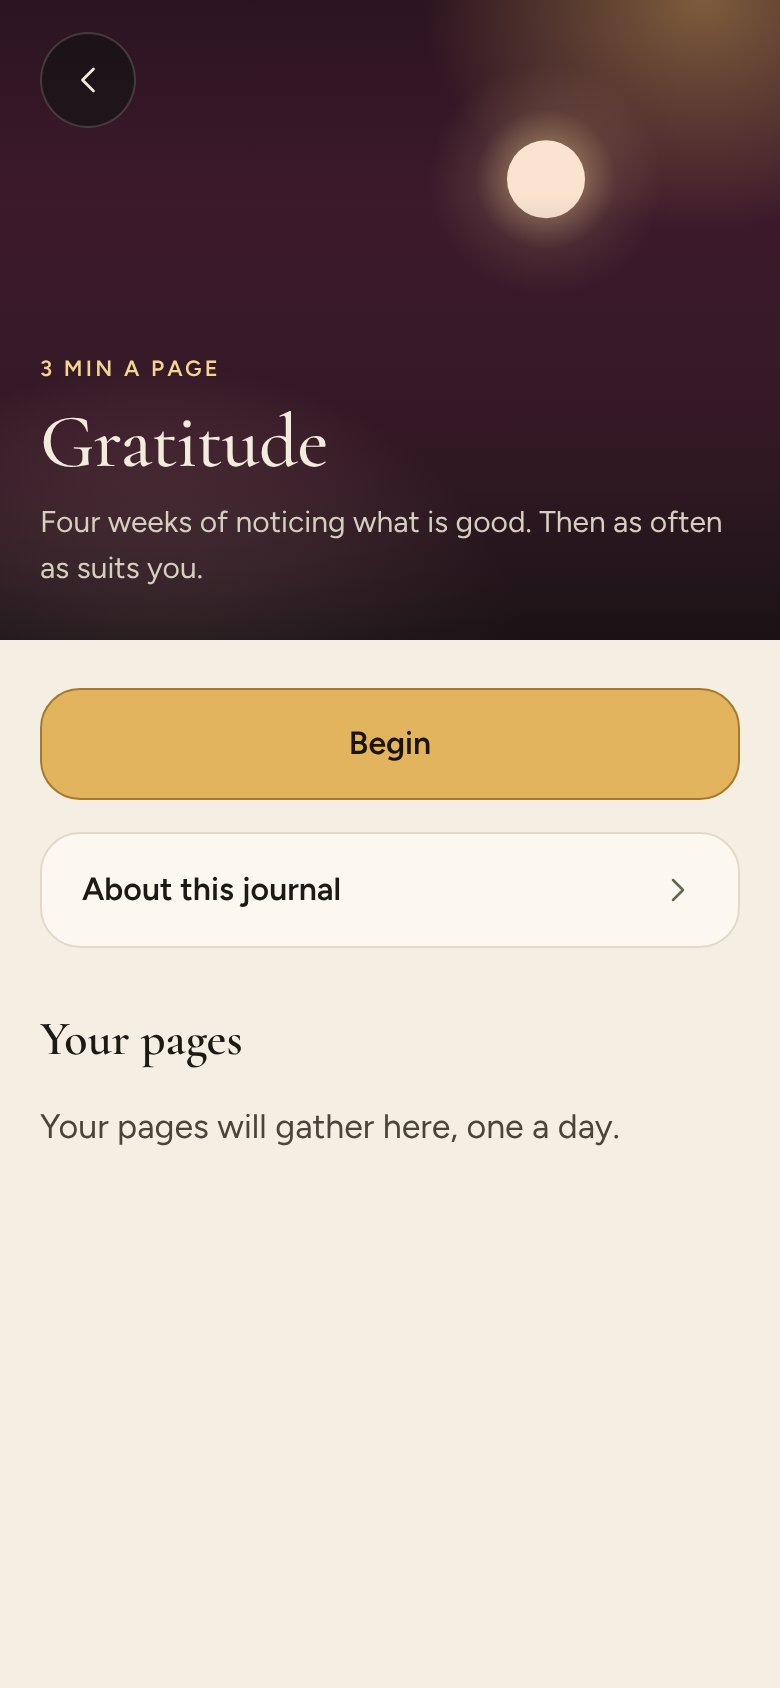 3 MIN A PAGE
Gratitude
Four weeks of noticing what is good. Then as often
as suits you.
Begin
About this journal
Your pages
Your pages will gather here, one a day.